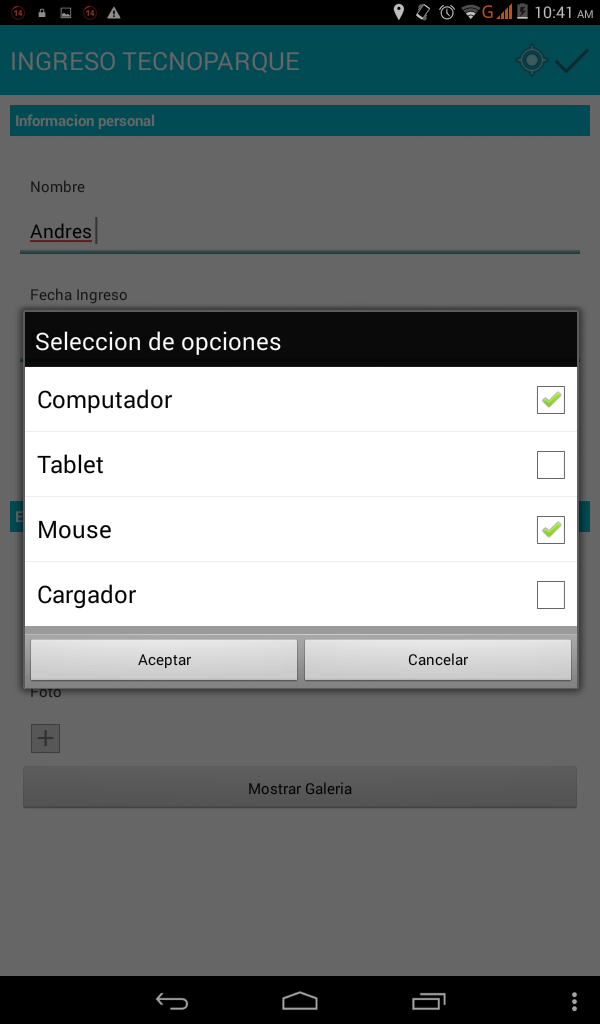 14 14 G 10:41 AM
INGRESO TECNOPARQUE
Informacion personal
Nombre
Andres
Fecha Ingreso
Seleccion de opciones
Computador
Tablet
Mouse
Cargador
Aceptar Cancelar
Foto
Mostrar Galeria